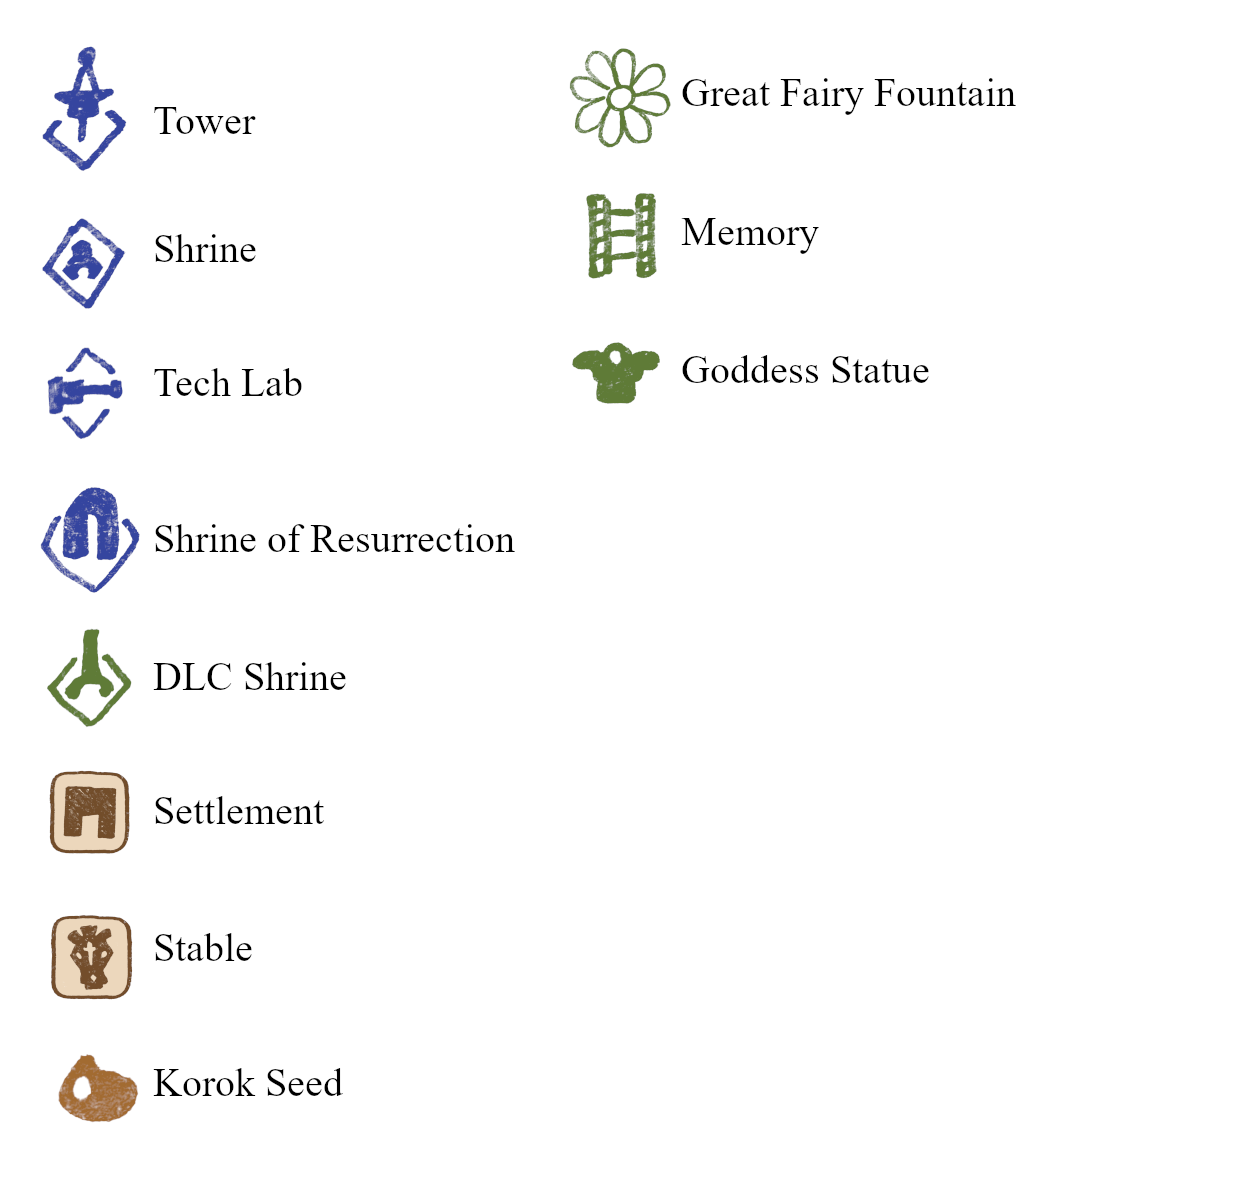 Tower
Shrine
Tech Lab
Shrine of Resurrection
DLC Shrine
Settlement
Stable
Korok Seed
Great Fairy Fountain
Memory
Goddess Statue